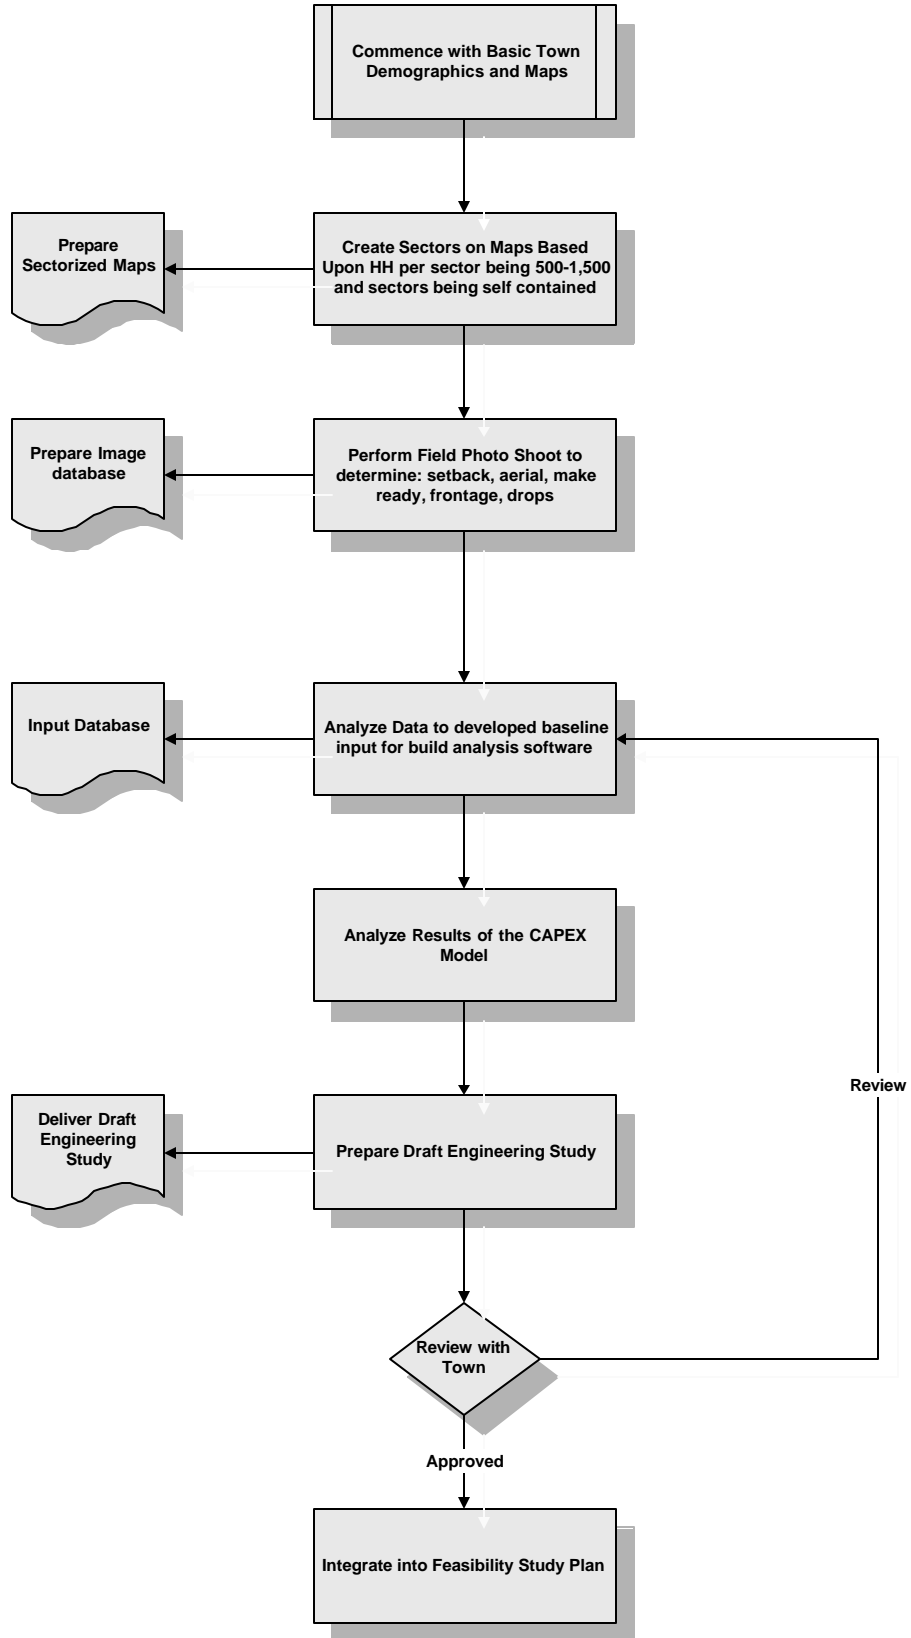 Commence with Basic Town
Demographics and Maps
Prepare
Sectorized Maps
Create Sectors on Maps Based
Upon HH per sector being 500-1,500
and sectors being self contained
Prepare Image
database
Perform Field Photo Shoot to
determine: setback, aerial, make
ready, frontage, drops
Input Database
Analyze Data to developed baseline
input for build analysis software
Analyze Results of the CAPEX
Model
Review
Deliver Draft
Engineering
Study
Prepare Draft Engineering Study
Review with
Town
Approved
Integrate into Feasibility Study Plan